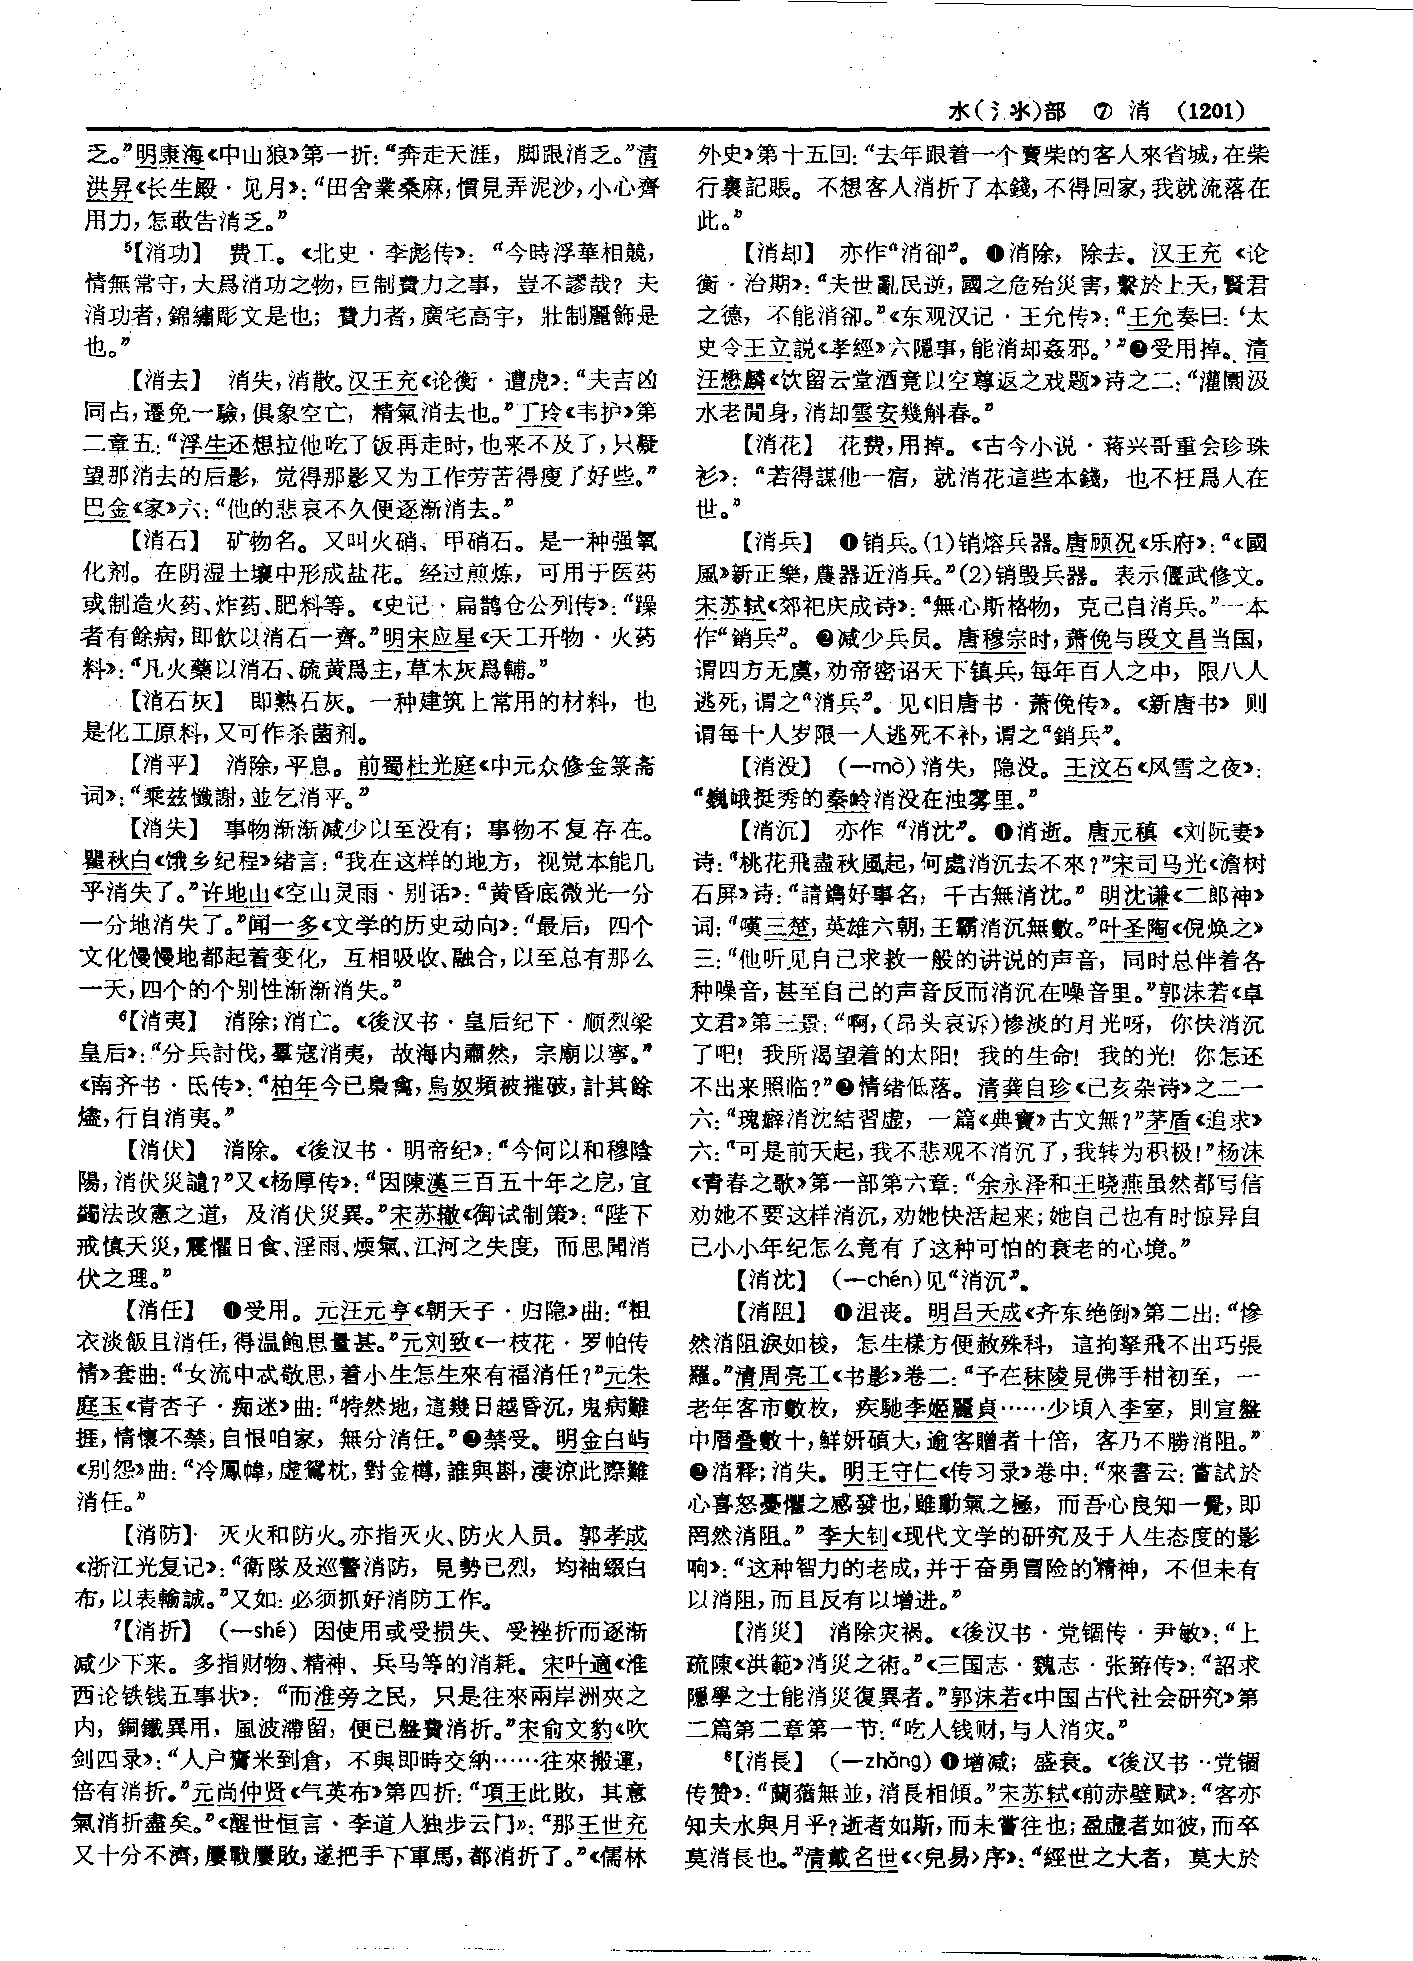 水(氵氺)部 ⑦ 消 (1201)
乏。”明康海《中山狼》第一折：“奔走天涯，脚跟消乏。”清
洪昇《长生殿·见月》：“田舍業桑麻，慣見弄泥沙，小心齊
用力，怎敢告消乏。”
⁵【消功】 费工。《北史·李彪传》：“今時浮華相競，
情無常守，大爲消功之物，巨制費力之事，豈不謬哉？夫
消功者，錦繡彫文是也；費力者，廣宅高宇，壯制麗飾是
也。”
【消去】 消失，消散。汉王充《论衡·遭虎》：“夫吉凶
同占，遷免一驗，俱象空亡，精氣消去也。”丁玲《韦护》第
二章五：“浮生还想拉他吃了饭再走时，也来不及了，只凝
望那消去的后影，觉得那影又为工作劳苦得瘦了好些。”
巴金《家》六：“他的悲哀不久便逐渐消去。”
【消石】 矿物名。又叫火硝、甲硝石。是一种强氧
化剂。在阴湿土壤中形成盐花。经过煎炼，可用于医药
或制造火药、炸药、肥料等。《史记·扁鹊仓公列传》：“躁
者有餘病，即飲以消石一齊。”明宋应星《天工开物·火药
料》：“凡火藥以消石、硫黄爲主，草木灰爲輔。”
【消石灰】 即熟石灰。一种建筑上常用的材料，也
是化工原料，又可作杀菌剂。
【消平】 消除，平息。前蜀杜光庭《中元众修金箓斋
词》：“乘兹懺謝，並乞消平。”
【消失】 事物渐渐减少以至没有；事物不复存在。
瞿秋白《饿乡纪程》绪言：“我在这样的地方，视觉本能几
乎消失了。”许地山《空山灵雨·别话》：“黄昏底微光一分
一分地消失了。”闻一多《文学的历史动向》：“最后，四个
文化慢慢地都起着变化，互相吸收、融合，以至总有那么
一天，四个的个别性渐渐消失。”
⁶【消夷】 消除；消亡。《後汉书·皇后纪下·顺烈梁
皇后》：“分兵討伐，羣寇消夷，故海内肅然，宗廟以寧。”
《南齐书·氐传》：“柏年今已梟禽，烏奴頻被摧破，計其餘
燼，行自消夷。”
【消伏】 消除。《後汉书·明帝纪》：“今何以和穆陰
陽，消伏災譴？”又《杨厚传》：“因陳漢三百五十年之戹，宜
蠲法改憲之道，及消伏災異。”宋苏辙《御试制策》：“陛下
戒慎天災，震懼日食、淫雨、煗氣、江河之失度，而思聞消
伏之理。”
【消任】 ❶受用。元汪元亨《朝天子·归隐》曲：“粗
衣淡飯且消任，得温飽思量甚。”元刘致《一枝花·罗帕传
情》套曲：“女流中忒敬思，着小生怎生來有福消任？”元朱
庭玉《青杏子·痴迷》曲：“特然地，這幾日越昏沉，鬼病難
捱，情懷不禁，自恨咱家，無分消任。”❷禁受。明金白屿
《别怨》曲：“冷鳳幃，虚鴛枕，對金樽，誰與斟，淒涼此際難
消任。”
【消防】 灭火和防火。亦指灭火、防火人员。郭孝成
《浙江光复记》：“衛隊及巡警消防，見勢已烈，均袖缀白
布，以表輸誠。”又如：必须抓好消防工作。
⁷【消折】 (—shé) 因使用或受损失、受挫折而逐渐
减少下来。多指财物、精神、兵马等的消耗。宋叶適《淮
西论铁钱五事状》：“而淮旁之民，只是往來兩岸洲夾之
内，銅鐵異用，風波滯留，便已盤費消折。”宋俞文豹《吹
剑四录》：“人户齎米到倉，不與即時交納……往來搬運，
倍有消折。”元尚仲贤《气英布》第四折：“項王此敗，其意
氣消折盡矣。”《醒世恒言·李道人独步云门》：“那王世充
又十分不濟，屢戰屢敗，遂把手下軍馬，都消折了。”《儒林
外史》第十五回：“去年跟着一个賣柴的客人來省城，在柴
行裏記賬。不想客人消折了本錢，不得回家，我就流落在
此。”
【消却】 亦作“消卻”。❶消除，除去。汉王充《论
衡·治期》：“夫世亂民逆，國之危殆災害，繫於上天，賢君
之德，不能消卻。”《东观汉记·王允传》：“王允奏曰：‘太
史令王立説《孝經》六隱事，能消却姦邪。’”❷受用掉。清
汪懋麟《饮留云堂酒竟以空尊返之戏题》诗之二：“灌園汲
水老閒身，消却雲安幾斛春。”
【消花】 花费，用掉。《古今小说·蒋兴哥重会珍珠
衫》：“若得謀他一宿，就消花這些本錢，也不枉爲人在
世。”
【消兵】 ❶销兵。(1)销熔兵器。唐顾况《乐府》：“《國
風》新正樂，農器近消兵。”(2)销毁兵器。表示偃武修文。
宋苏轼《郊祀庆成诗》：“無心斯格物，克己自消兵。”一本
作“銷兵”。❷减少兵员。唐穆宗时，萧俛与段文昌当国，
谓四方无虞，劝帝密诏天下镇兵，每年百人之中，限八人
逃死，谓之“消兵”。见《旧唐书·萧俛传》。《新唐书》则
谓每十人岁限一人逃死不补，谓之“銷兵”。
【消没】 (—mò)消失，隐没。王汶石《风雪之夜》：
“巍峨挺秀的秦岭消没在浊雾里。”
【消沉】 亦作“消沈”。❶消逝。唐元稹《刘阮妻》
诗：“桃花飛盡秋風起，何處消沉去不來？”宋司马光《澹树
石屏》诗：“請鐫好事名，千古無消沈。”明沈谦《二郎神》
词：“嘆三楚，英雄六朝，王霸消沉無數。”叶圣陶《倪焕之》
三：“他听见自己求救一般的讲说的声音，同时总伴着各
种噪音，甚至自己的声音反而消沉在噪音里。”郭沫若《卓
文君》第三景：“啊，(昂头哀诉)惨淡的月光呀，你快消沉
了吧！我所渴望着的太阳！我的生命！我的光！你怎还
不出来照临？”❷情绪低落。清龚自珍《己亥杂诗》之二一
六：“瑰癖消沈結習虚，一篇《典寶》古文無？”茅盾《追求》
六：“可是前天起，我不悲观不消沉了，我转为积极！”杨沫
《青春之歌》第一部第六章：“余永泽和王晓燕虽然都写信
劝她不要这样消沉，劝她快活起来；她自己也有时惊异自
己小小年纪怎么竟有了这种可怕的衰老的心境。”
【消沈】 (—chén)见“消沉”。
【消阻】 ❶沮丧。明吕天成《齐东绝倒》第二出：“慘
然消阻淚如梭，怎生樣方便赦殊科，這拘拏飛不出巧張
羅。”清周亮工《书影》卷二：“予在秣陵見佛手柑初至，一
老年客市數枚，疾馳李姬麗貞……少頃入李室，則宣盤
中層叠數十，鮮妍碩大，逾客贈者十倍，客乃不勝消阻。”
❷消释；消失。明王守仁《传习录》卷中：“來書云：嘗試於
心喜怒憂懼之感發也，雖動氣之極，而吾心良知一覺，即
罔然消阻。”李大钊《现代文学的研究及于人生态度的影
响》：“这种智力的老成，并于奋勇冒险的精神，不但未有
以消阻，而且反有以增进。”
【消災】 消除灾祸。《後汉书·党锢传·尹敏》：“上
疏陳《洪範》消災之術。”《三国志·魏志·张臶传》：“詔求
隱學之士能消災復異者。”郭沫若《中国古代社会研究》第
二篇第二章第一节：“吃人钱财，与人消灾。”
⁸【消長】 (—zhǎng)❶增减；盛衰。《後汉书·党锢
传赞》：“蘭蕕無並，消長相傾。”宋苏轼《前赤壁赋》：“客亦
知夫水與月乎？逝者如斯，而未嘗往也；盈虚者如彼，而卒
莫消長也。”清戴名世《〈兒易〉序》：“經世之大者，莫大於